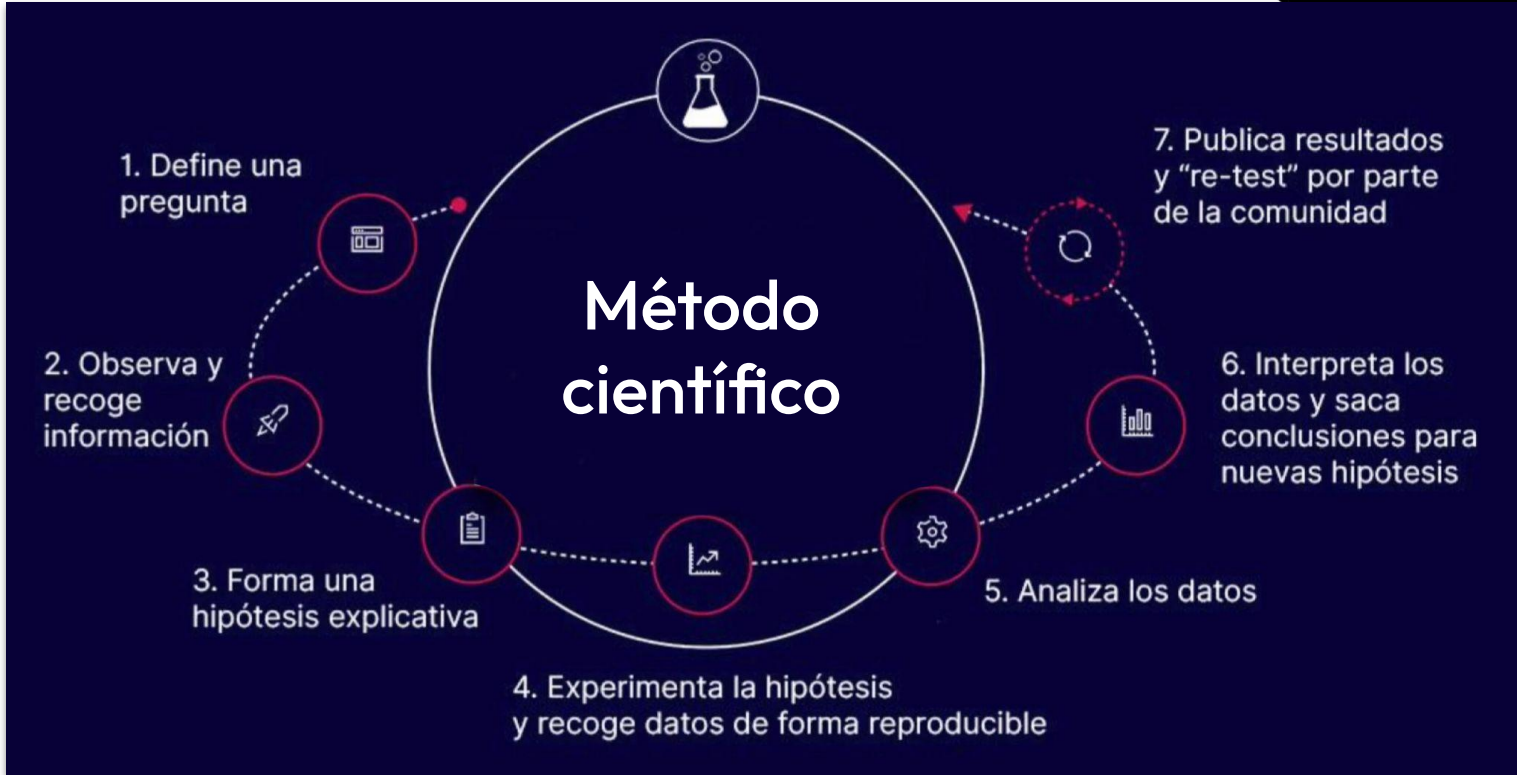 Método
científico
1. Define una
pregunta
2. Observa y
recoge
información
3. Forma una
hipótesis explicativa
4. Experimenta la hipótesis
y recoge datos de forma reproducible
5. Analiza los datos
6. Interpreta los
datos y saca
conclusiones para
nuevas hipótesis
7. Publica resultados
y “re-test” por parte
de la comunidad